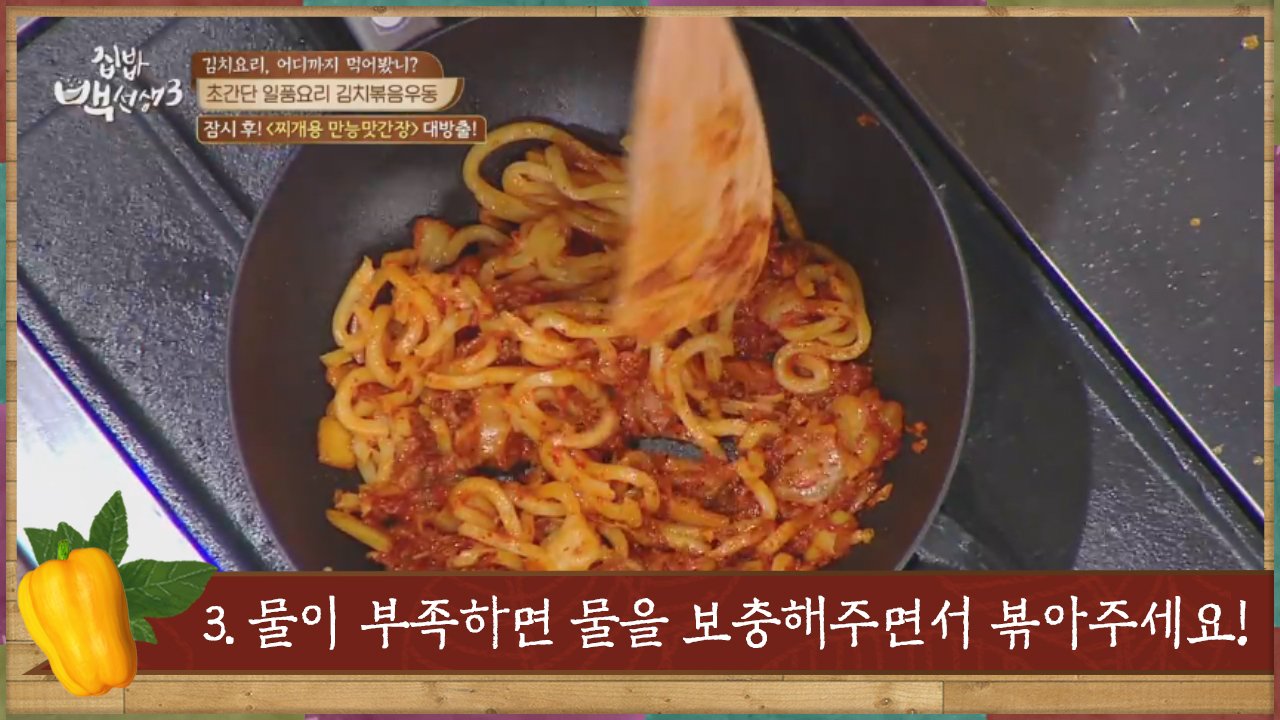 집밥
백선생3
김치요리, 어디까지 먹어봤니?
초간단 일품요리 김치볶음우동
잠시 후! <찌개용 만능맛간장> 대방출!
3. 물이 부족하면 물을 보충해주면서 볶아주세요!